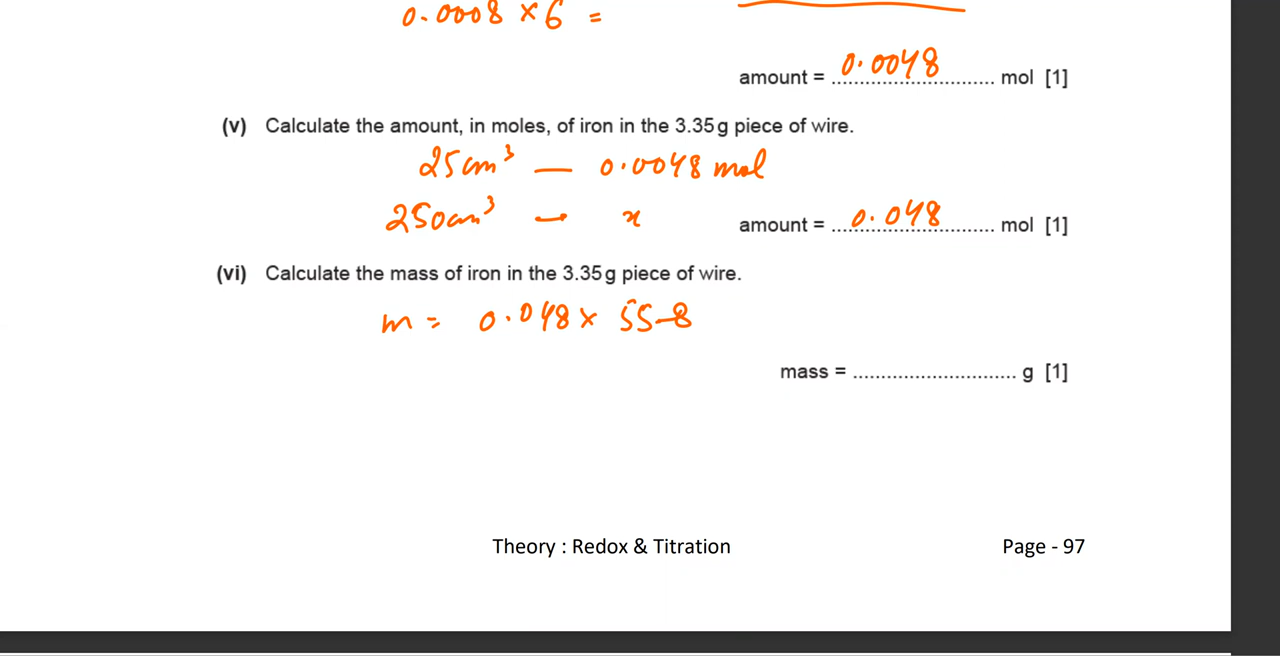 0.0008 × 6 =
amount = 0.0048 mol [1]
(v) Calculate the amount, in moles, of iron in the 3.35 g piece of wire.
25cm³ — 0.0048 mol
250cm³ — x
amount = 0.048 mol [1]
(vi) Calculate the mass of iron in the 3.35 g piece of wire.
m = 0.048 × 55.8
mass = ............................. g [1]
Theory : Redox & Titration
Page - 97